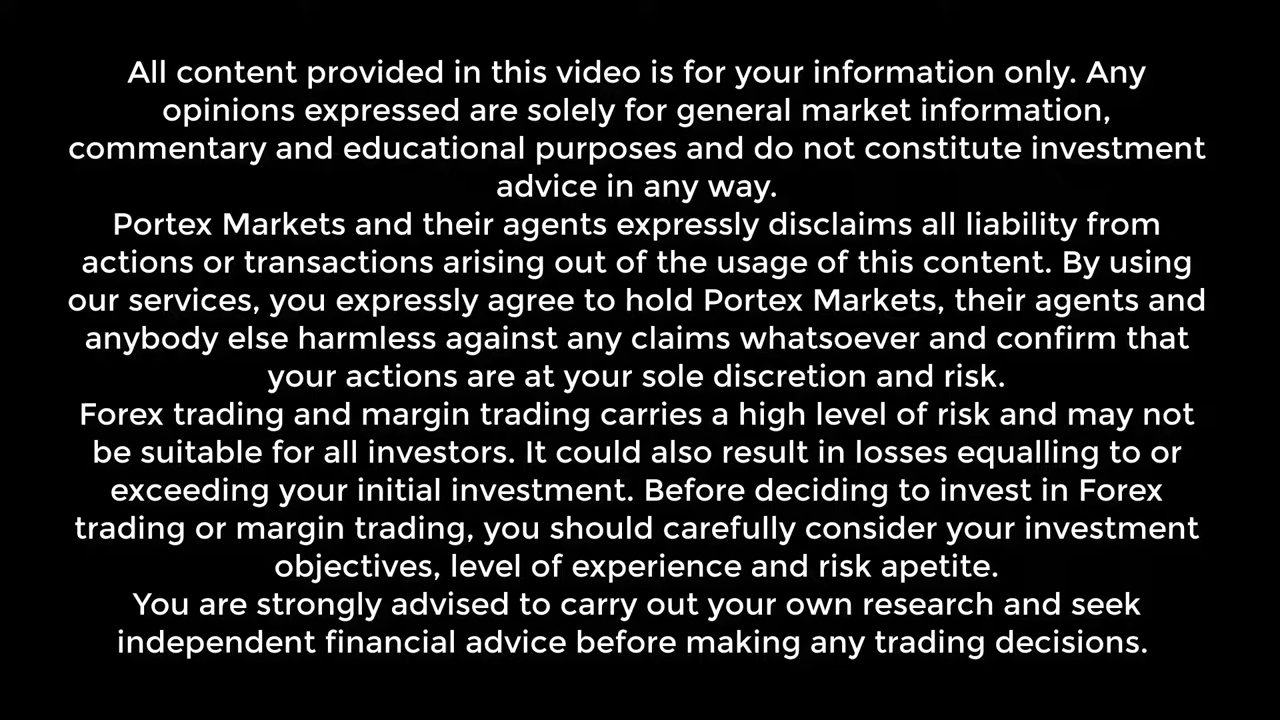 All content provided in this video is for your information only. Any
opinions expressed are solely for general market information,
commentary and educational purposes and do not constitute investment
advice in any way.
Portex Markets and their agents expressly disclaims all liability from
actions or transactions arising out of the usage of this content. By using
our services, you expressly agree to hold Portex Markets, their agents and
anybody else harmless against any claims whatsoever and confirm that
your actions are at your sole discretion and risk.
Forex trading and margin trading carries a high level of risk and may not
be suitable for all investors. It could also result in losses equalling to or
exceeding your initial investment. Before deciding to invest in Forex
trading or margin trading, you should carefully consider your investment
objectives, level of experience and risk apetite.
You are strongly advised to carry out your own research and seek
independent financial advice before making any trading decisions.